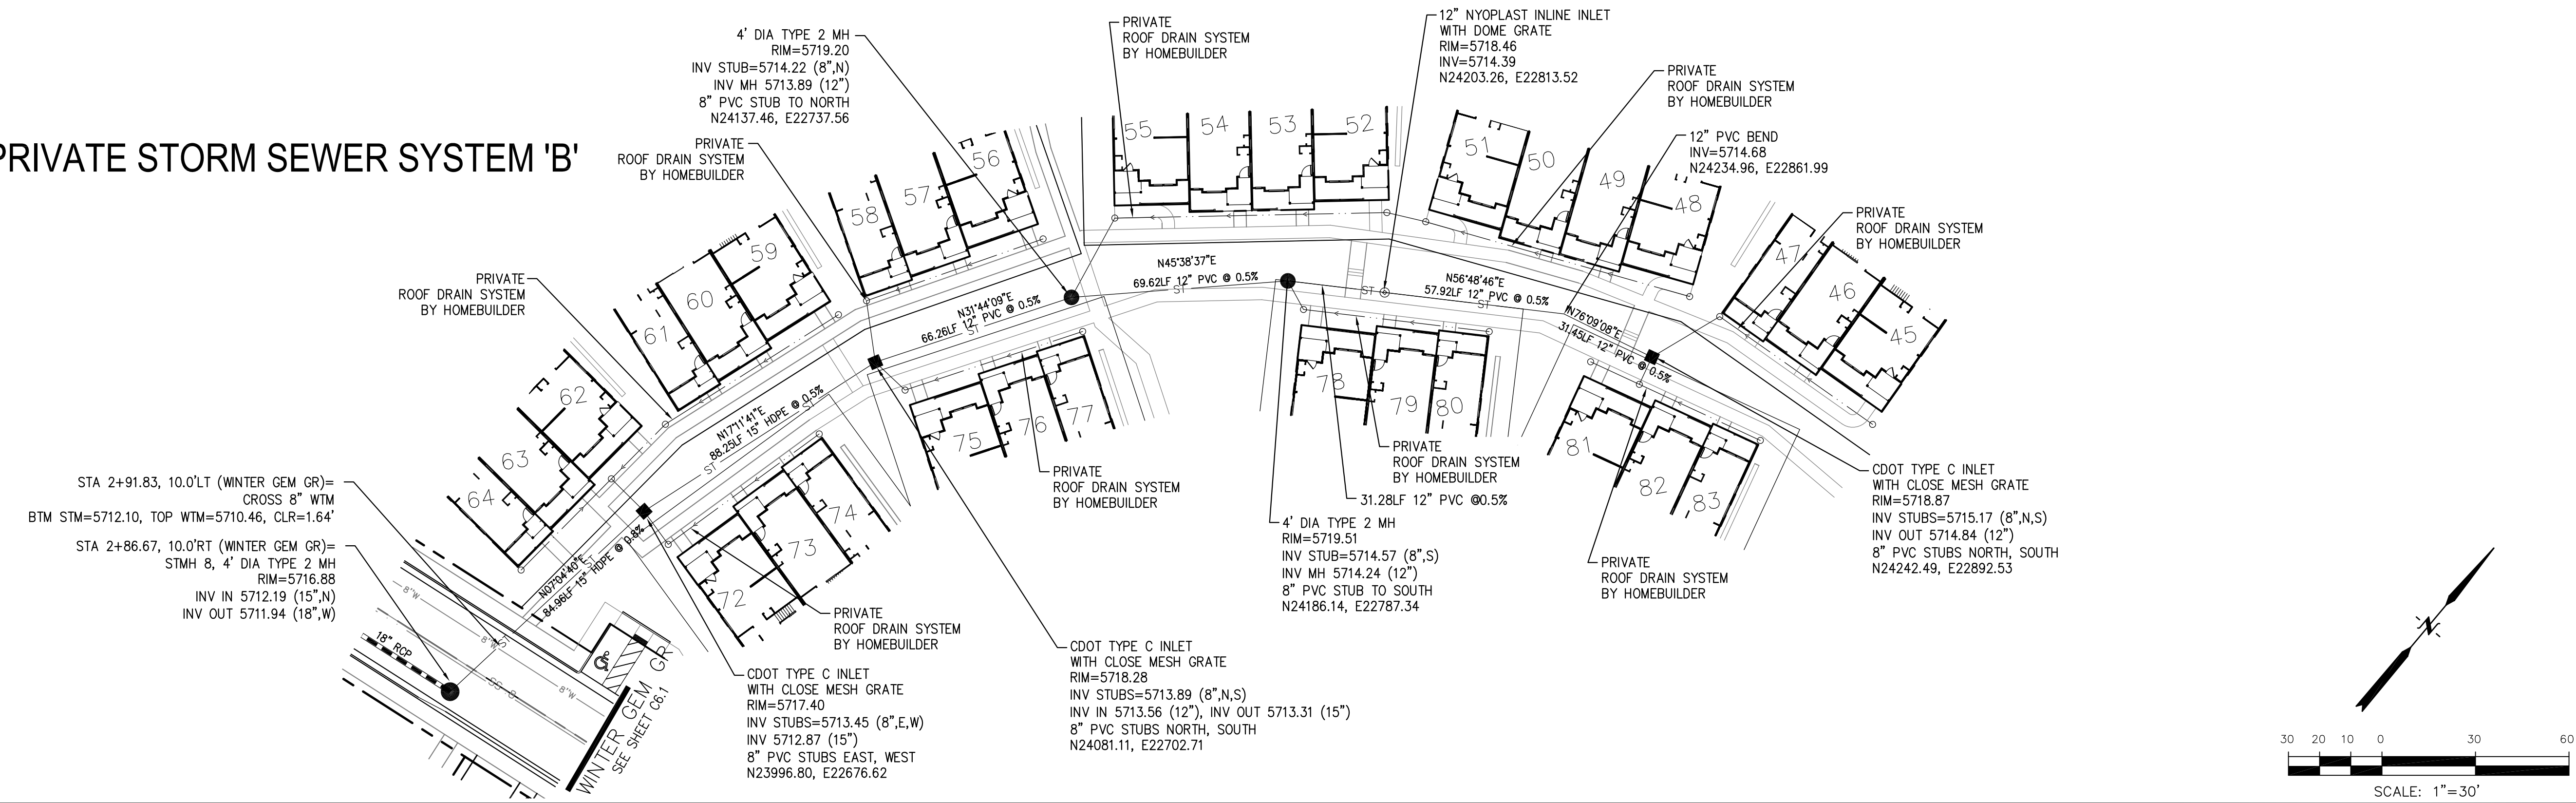 PRIVATE STORM SEWER SYSTEM 'B'
4' DIA TYPE 2 MH
RIM=5719.20
INV STUB=5714.22 (8",N)
INV MH 5713.89 (12")
8" PVC STUB TO NORTH
N24137.46, E22737.56
PRIVATE
ROOF DRAIN SYSTEM
BY HOMEBUILDER
PRIVATE
ROOF DRAIN SYSTEM
BY HOMEBUILDER
12" NYOPLAST INLINE INLET
WITH DOME GRATE
RIM=5718.46
INV=5714.39
N24203.26, E22813.52
PRIVATE
ROOF DRAIN SYSTEM
BY HOMEBUILDER
12" PVC BEND
INV=5714.68
N24234.96, E22861.99
PRIVATE
ROOF DRAIN SYSTEM
BY HOMEBUILDER
PRIVATE
ROOF DRAIN SYSTEM
BY HOMEBUILDER
64
63
62
61
60
59
58
57
56
55
54
53
52
51
50
49
48
47
46
45
72
73
74
75
76
77
78
79
80
81
82
83
N07°04'40"E
84.96LF 15" HDPE @ 0.8%
ST
N17°11'41"E
88.25LF 15" HDPE @ 0.5%
ST
ST
N31°44'09"E
66.26LF 12" PVC @ 0.5%
ST
N45°38'37"E
69.62LF 12" PVC @ 0.5%
ST
ST
N56°48'46"E
57.92LF 12" PVC @ 0.5%
ST
N76°09'08"E
31.45LF 12" PVC @ 0.5%
STA 2+91.83, 10.0'LT (WINTER GEM GR)=
CROSS 8" WTM
BTM STM=5712.10, TOP WTM=5710.46, CLR=1.64'
STA 2+86.67, 10.0'RT (WINTER GEM GR)=
STMH 8, 4' DIA TYPE 2 MH
RIM=5716.88
INV IN 5712.19 (15",N)
INV OUT 5711.94 (18",W)
8"W
8"W
8"W
18"
RCP
SS
WINTER GEM GR
SEE SHEET C6.1
PRIVATE
ROOF DRAIN SYSTEM
BY HOMEBUILDER
CDOT TYPE C INLET
WITH CLOSE MESH GRATE
RIM=5717.40
INV STUBS=5713.45 (8",E,W)
INV 5712.87 (15")
8" PVC STUBS EAST, WEST
N23996.80, E22676.62
PRIVATE
ROOF DRAIN SYSTEM
BY HOMEBUILDER
CDOT TYPE C INLET
WITH CLOSE MESH GRATE
RIM=5718.28
INV STUBS=5713.89 (8",N,S)
INV IN 5713.56 (12"), INV OUT 5713.31 (15")
8" PVC STUBS NORTH, SOUTH
N24081.11, E22702.71
PRIVATE
ROOF DRAIN SYSTEM
BY HOMEBUILDER
31.28LF 12" PVC @0.5%
4' DIA TYPE 2 MH
RIM=5719.51
INV STUB=5714.57 (8",S)
INV MH 5714.24 (12")
8" PVC STUB TO SOUTH
N24186.14, E22787.34
PRIVATE
ROOF DRAIN SYSTEM
BY HOMEBUILDER
CDOT TYPE C INLET
WITH CLOSE MESH GRATE
RIM=5718.87
INV STUBS=5715.17 (8",N,S)
INV OUT 5714.84 (12")
8" PVC STUBS NORTH, SOUTH
N24242.49, E22892.53
N
30 20 10 0 30 60
SCALE: 1"=30'